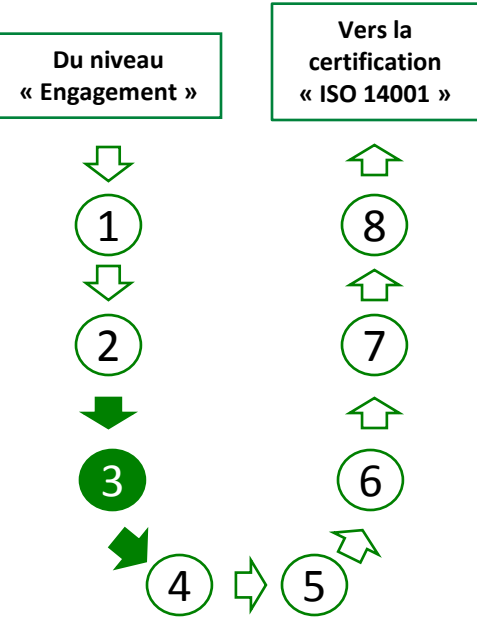 Du niveau
« Engagement »
Vers la
certification
« ISO 14001 »
1
2
3
4
5
6
7
8